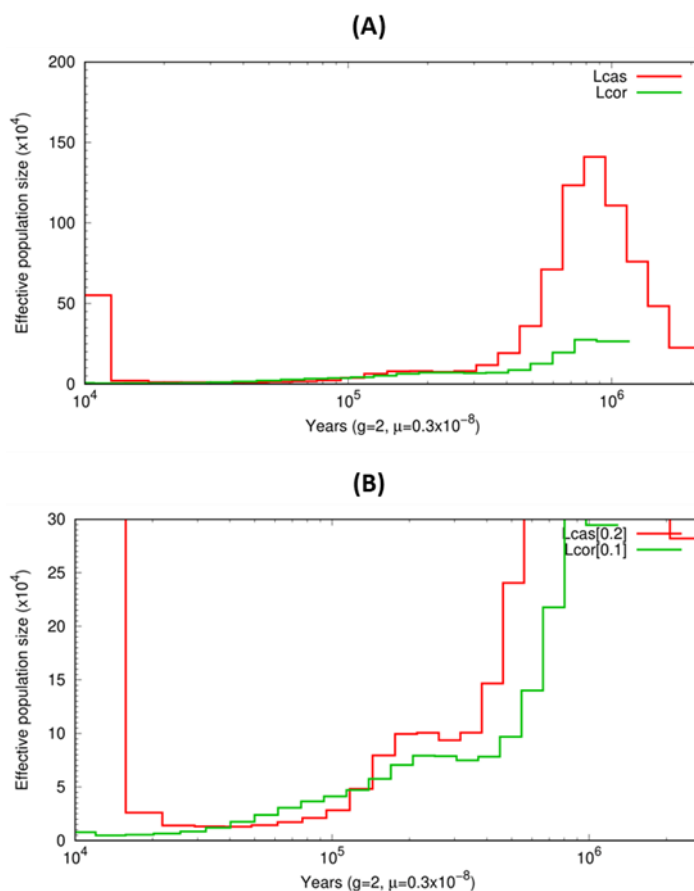 (A)
200
150
100
50
0
Effective population size (x10⁴)
Lcas
Lcor
10⁴
10⁵
10⁶
Years (g=2, μ=0.3x10⁻⁸)
(B)
30
25
20
15
10
5
0
Effective population size (x10⁴)
Lcas[0.2]
Lcor[0.1]
10⁴
10⁵
10⁶
Years (g=2, μ=0.3x10⁻⁸)